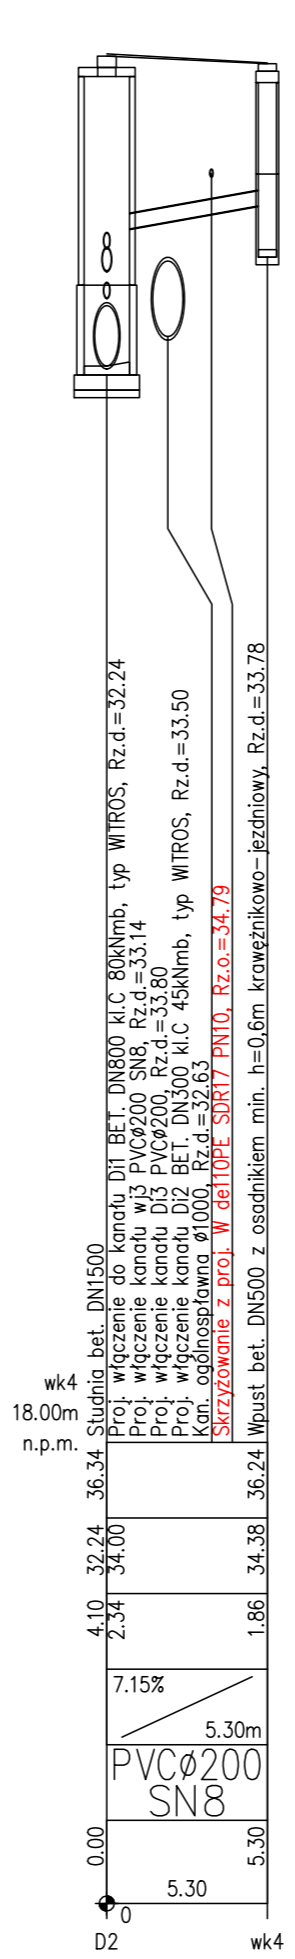 Studnia bet. DN1500
Proj. włączenie do kanału Di1 BET. DN800 kl.C 80kNmb, typ WITROS, Rz.d.=32.24
Proj. włączenie kanału wi3 PVCø200 SN8, Rz.d.=33.14
Proj. włączenie kanału Di3 PVCø200, Rz.d.=33.80
Proj. włączenie kanału Di2 BET. DN300 kl.C 45kNmb, typ WITROS, Rz.d.=33.50
Kan. ogólnospławna ø1000, Rz.d.=32.63
Skrzyżowanie z proj. W de110PE SDR17 PN10, Rz.o.=34.79
Wpust bet. DN500 z osadnikiem min. h=0,6m krawężnikowo-jezdniowy, Rz.d.=33.78
wk4
18.00m
n.p.m.
36.34
36.24
32.24
34.00
34.38
4.10
2.34
1.86
7.15%
5.30m
PVCø200
SN8
0.00
5.30
5.30
0
D2
wk4